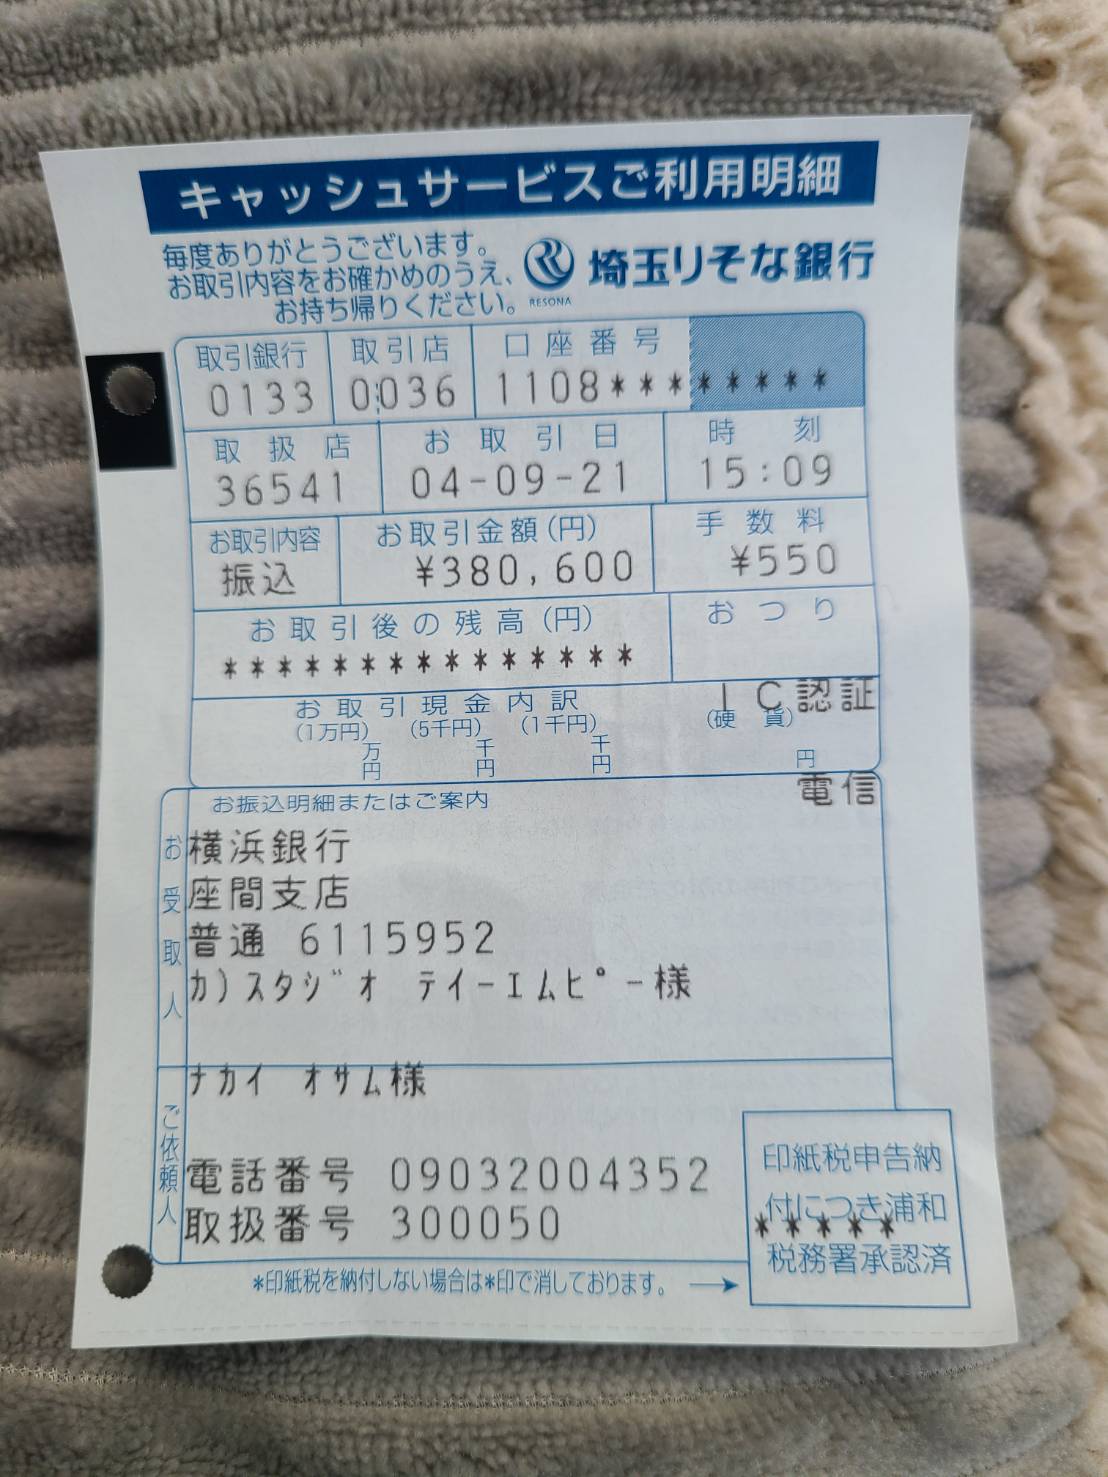 キャッシュサービスご利用明細
毎度ありがとうございます。
お取引内容をお確かめのうえ、
お持ち帰りください。
RESONA
埼玉りそな銀行
取引銀行 取引店 口座番号
0133 0036 1108********
取扱店 お取引日 時刻
36541 04-09-21 15:09
お取引内容 お取引金額(円) 手数料
振込 ¥380,600 ¥550
お取引後の残高(円) おつり
***************
IC認証
お取引現金内訳
(1万円) (5千円) (1千円) (硬貨)
万円 千円 千円 円
電信
お振込明細またはご案内
お受取人
横浜銀行
座間支店
普通 6115952
カ)スタジオ テイーエムピー様
ご依頼人
ナカイ オサム様
電話番号 09032004352
取扱番号 300050
印紙税申告納
付につき浦和
*****
税務署承認済
*印紙税を納付しない場合は*印で消しております。 →